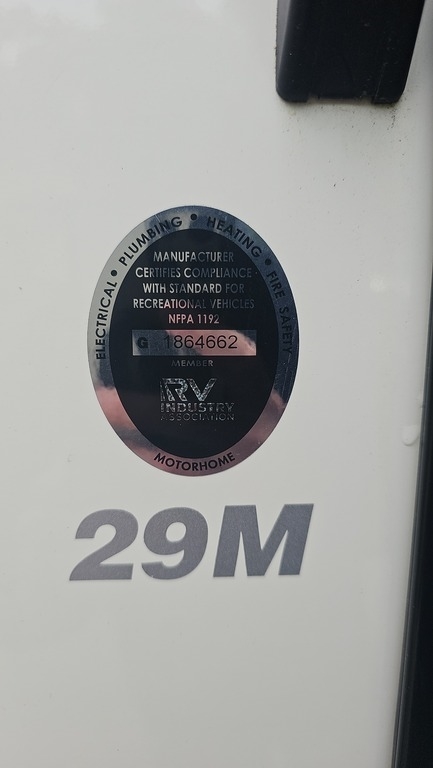 ELECTRICAL • PLUMBING • HEATING • FIRE SAFETY
MANUFACTURER
CERTIFIES COMPLIANCE
WITH STANDARD FOR
RECREATIONAL VEHICLES
NFPA 1192
G 1864662
MEMBER
RV
INDUSTRY
ASSOCIATION
MOTORHOME
29M